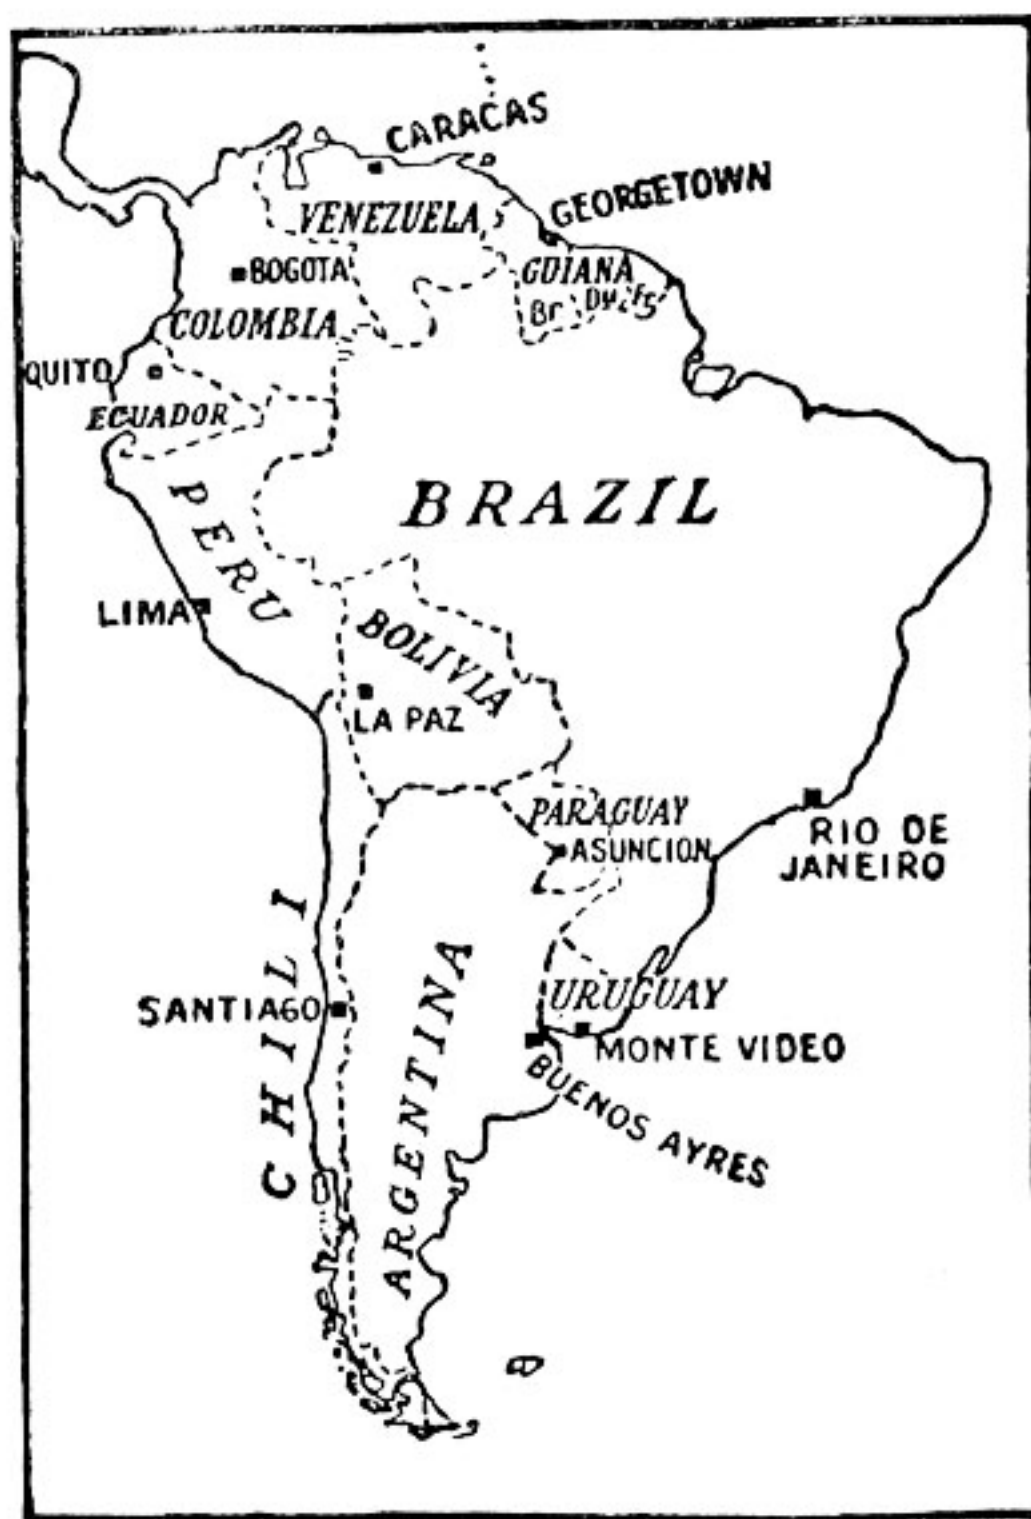 CARACAS
GEORGETOWN
VENEZUELA
GUIANA
BOGOTA
Br
Du
Fs
COLOMBIA
QUITO
ECUADOR
BRAZIL
PERU
LIMA
BOLIVIA
LA PAZ
PARAGUAY
ASUNCION
RIO DE
JANEIRO
CHILI
SANTIAGO
ARGENTINA
URUGUAY
MONTE VIDEO
BUENOS AYRES